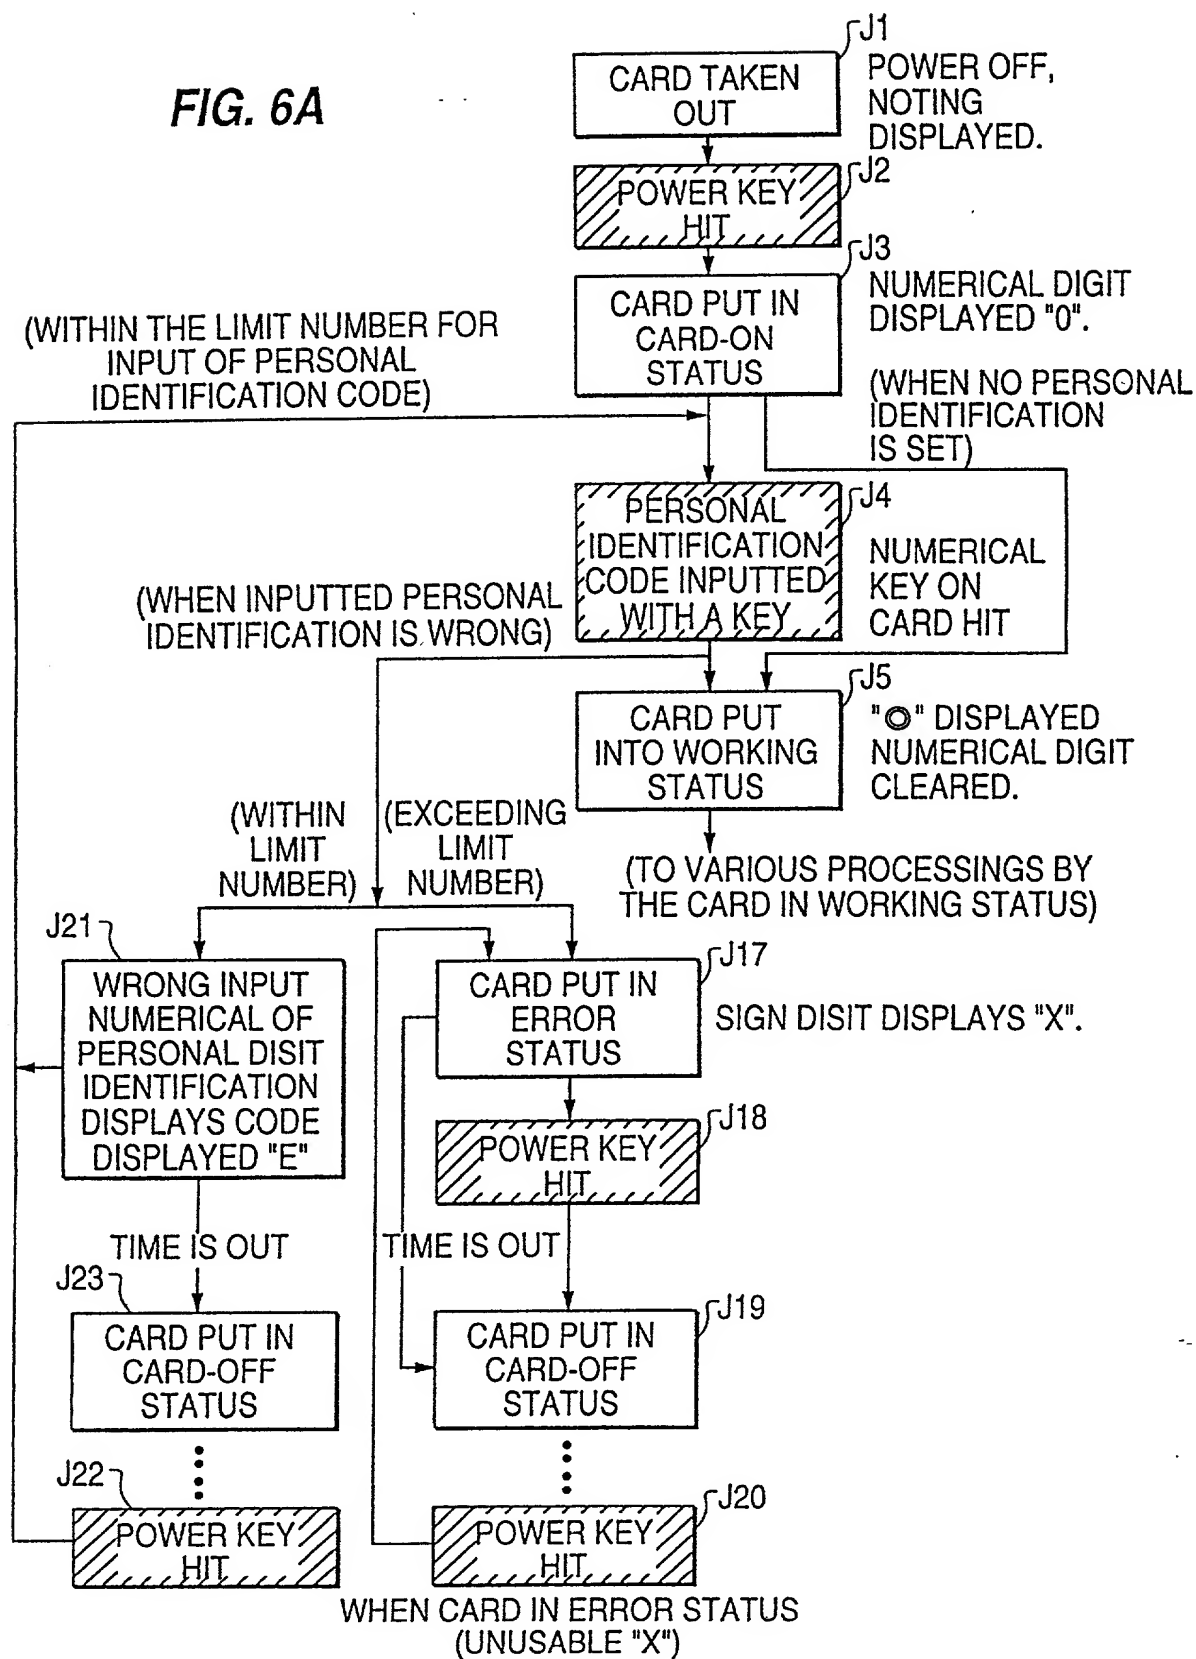 FIG. 6A
J1
CARD TAKEN
OUT
POWER OFF,
NOTING
DISPLAYED.
J2
POWER KEY
HIT
J3
CARD PUT IN
CARD-ON
STATUS
NUMERICAL DIGIT
DISPLAYED "0".
(WITHIN THE LIMIT NUMBER FOR
INPUT OF PERSONAL
IDENTIFICATION CODE)
(WHEN NO PERSONAL
IDENTIFICATION
IS SET)
J4
PERSONAL
IDENTIFICATION
CODE INPUTTED
WITH A KEY
NUMERICAL
KEY ON
CARD HIT
(WHEN INPUTTED PERSONAL
IDENTIFICATION IS WRONG)
J5
CARD PUT
INTO WORKING
STATUS
"◎" DISPLAYED
NUMERICAL DIGIT
CLEARED.
(WITHIN
LIMIT
NUMBER)
(EXCEEDING
LIMIT
NUMBER)
(TO VARIOUS PROCESSINGS BY
THE CARD IN WORKING STATUS)
J21
WRONG INPUT
NUMERICAL OF
PERSONAL DISIT
IDENTIFICATION
DISPLAYS CODE
DISPLAYED "E"
J17
CARD PUT IN
ERROR
STATUS
SIGN DISIT DISPLAYS "X".
J18
POWER KEY
HIT
TIME IS OUT
TIME IS OUT
J23
CARD PUT IN
CARD-OFF
STATUS
J19
CARD PUT IN
CARD-OFF
STATUS
J22
POWER KEY
HIT
J20
POWER KEY
HIT
WHEN CARD IN ERROR STATUS
(UNUSABLE "X")